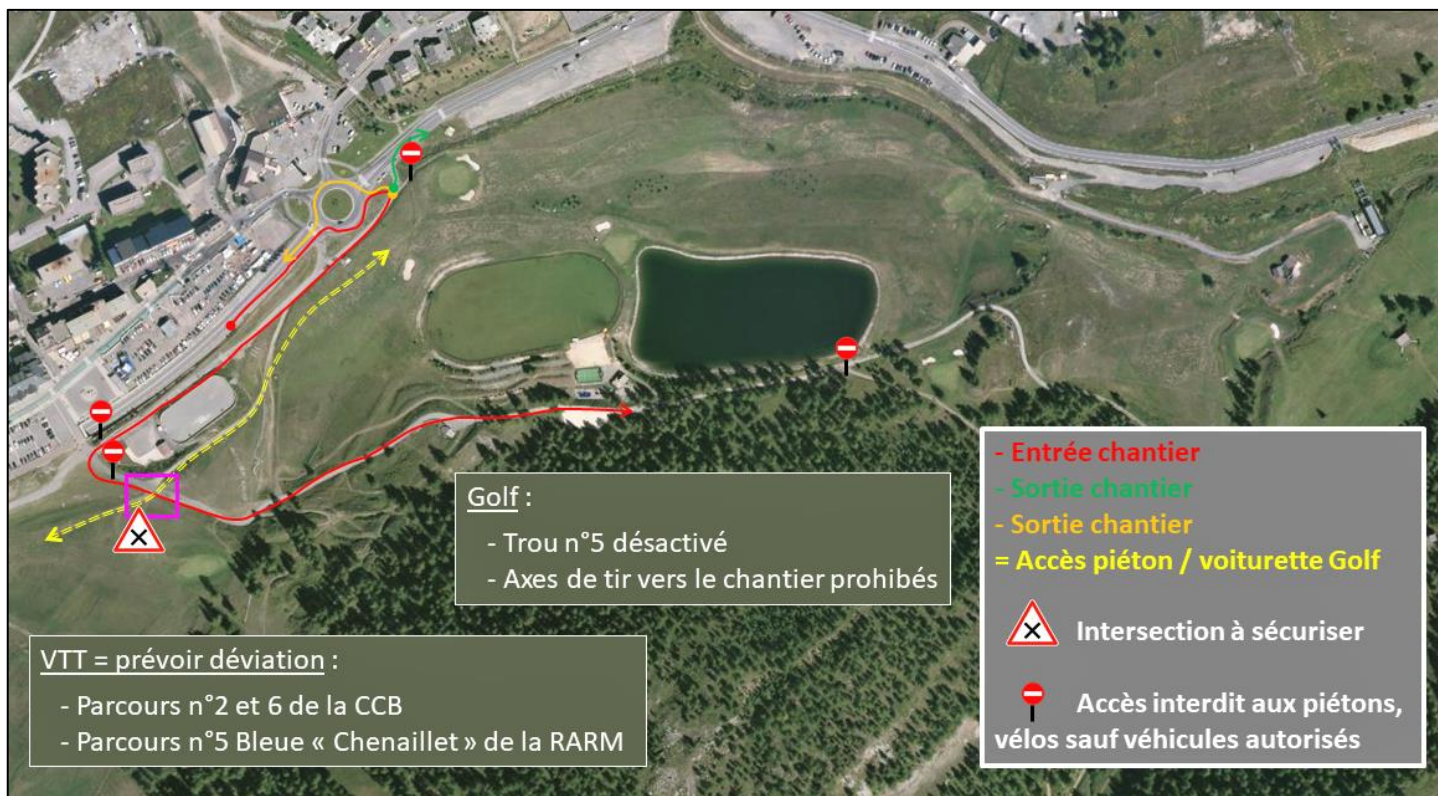 Golf :
- Trou n°5 désactivé
- Axes de tir vers le chantier prohibés
VTT = prévoir déviation :
- Parcours n°2 et 6 de la CCB
- Parcours n°5 Bleue « Chenaillet » de la RARM
- Entrée chantier
- Sortie chantier
- Sortie chantier
= Accès piéton / voiturette Golf
Intersection à sécuriser
Accès interdit aux piétons,
vélos sauf véhicules autorisés